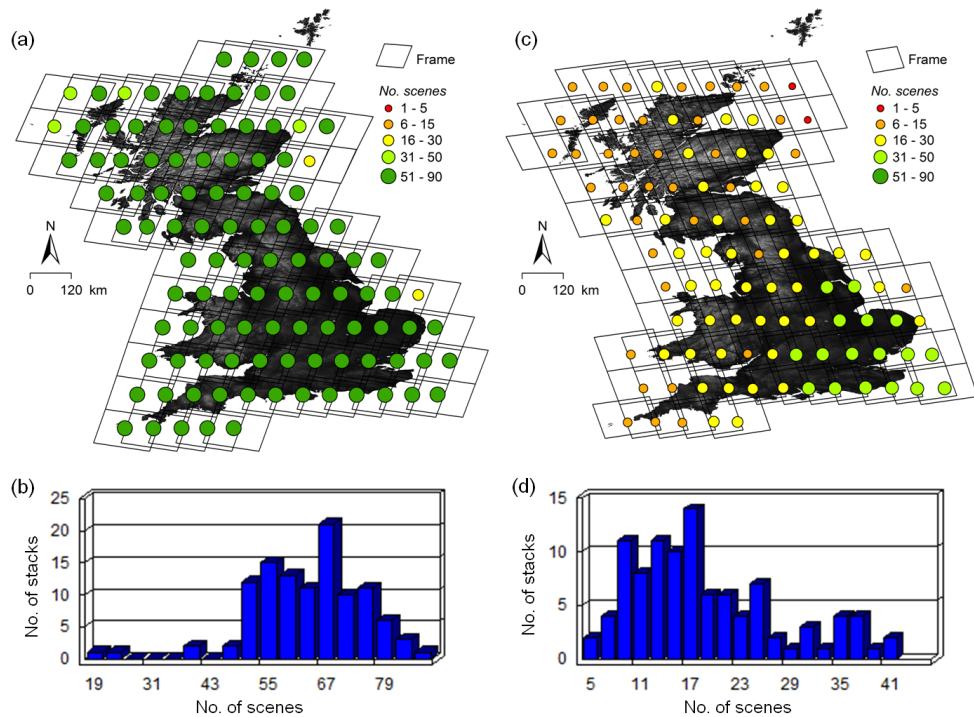 (a)
Frame
No. scenes
1 - 5
6 - 15
16 - 30
31 - 50
51 - 90
N
0 120 km
(c)
Frame
No. scenes
1 - 5
6 - 15
16 - 30
31 - 50
51 - 90
N
0 120 km
(b)
No. of stacks
25
20
15
10
5
0
19 31 43 55 67 79
No. of scenes
(d)
No. of stacks
15
10
5
0
5 11 17 23 29 35 41
No. of scenes